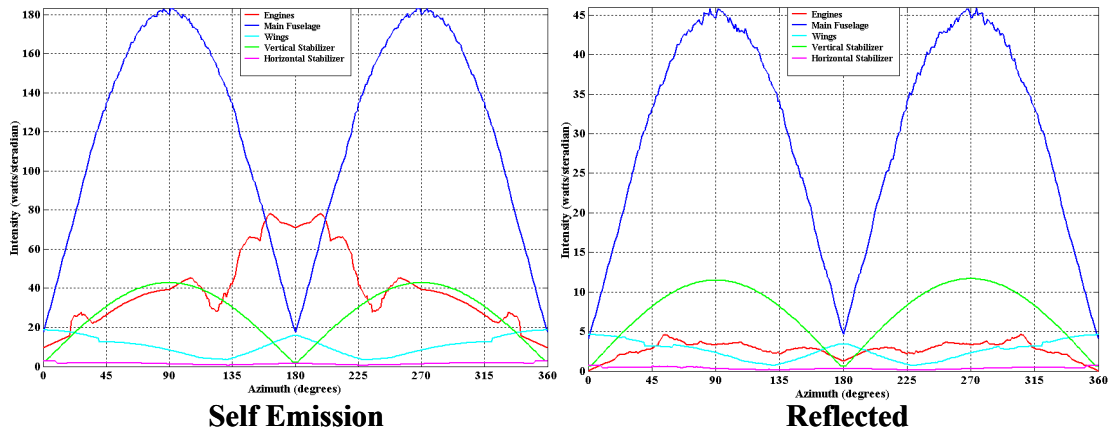 180
160
140
120
100
80
60
40
20
0
Intensity (watts/steradian)
Engines
Main Fuselage
Wings
Vertical Stabilizer
Horizontal Stabilizer
0 45 90 135 180 225 270 315 360
Azimuth (degrees)
Self Emission
45
40
35
30
25
20
15
10
5
0
Intensity (watts/steradian)
Engines
Main Fuselage
Wings
Vertical Stabilizer
Horizontal Stabilizer
0 45 90 135 180 225 270 315 360
Azimuth (degrees)
Reflected